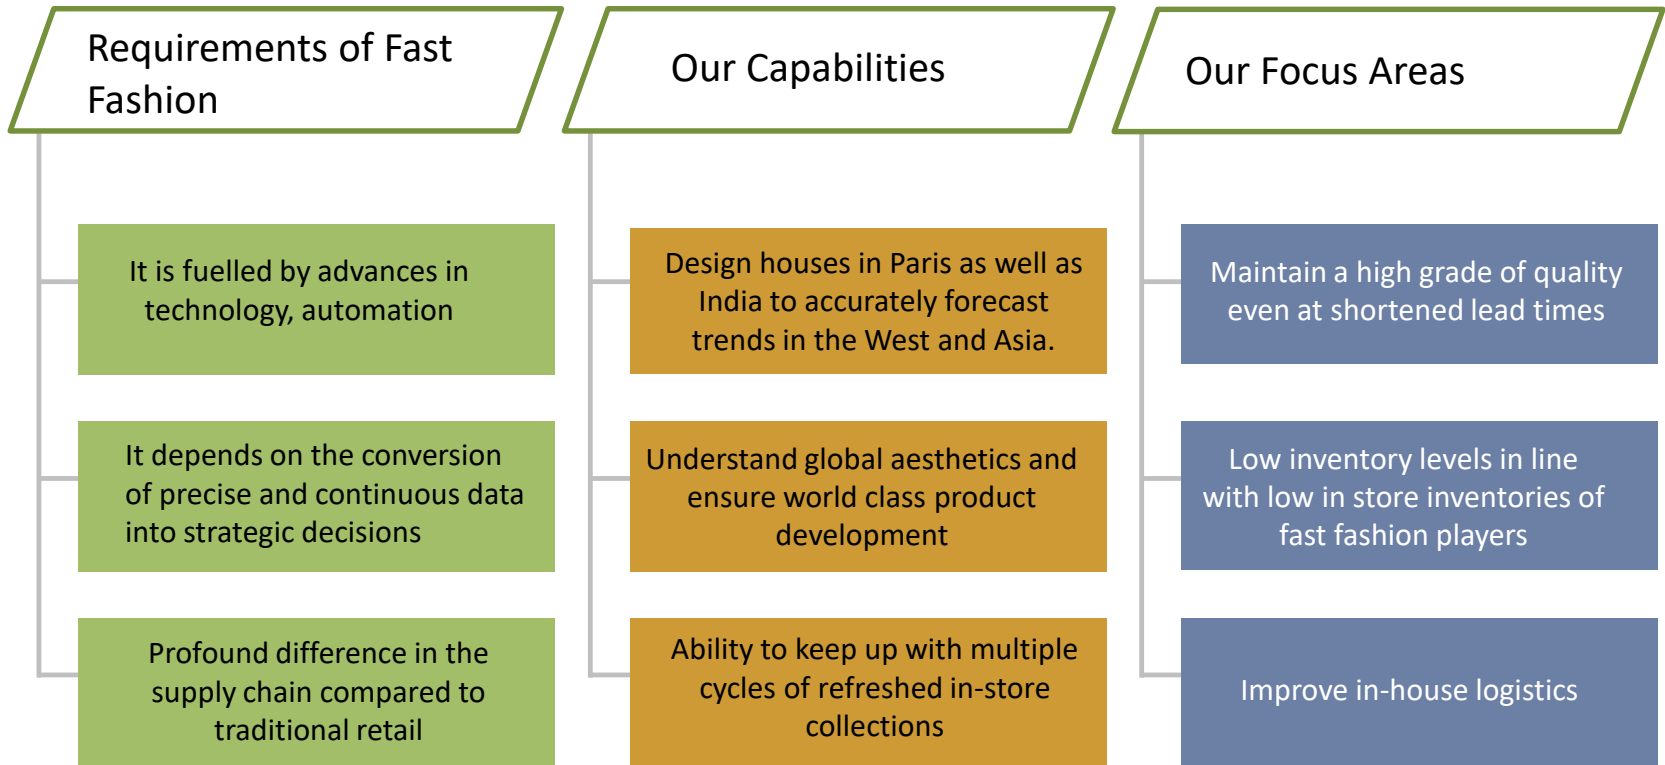 Requirements of Fast
Fashion
It is fuelled by advances in
technology, automation
It depends on the conversion
of precise and continuous data
into strategic decisions
Profound difference in the
supply chain compared to
traditional retail
Our Capabilities
Design houses in Paris as well as
India to accurately forecast
trends in the West and Asia.
Understand global aesthetics and
ensure world class product
development
Ability to keep up with multiple
cycles of refreshed in-store
collections
Our Focus Areas
Maintain a high grade of quality
even at shortened lead times
Low inventory levels in line
with low in store inventories of
fast fashion players
Improve in-house logistics